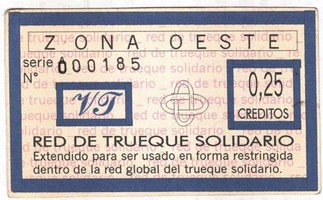 ZONA OESTE
serie A
Nº 000185
VT
0,25
CREDITOS
RED DE TRUEQUE SOLIDARIO
Extendido para ser usado en forma restringida
dentro de la red global del trueque solidario.